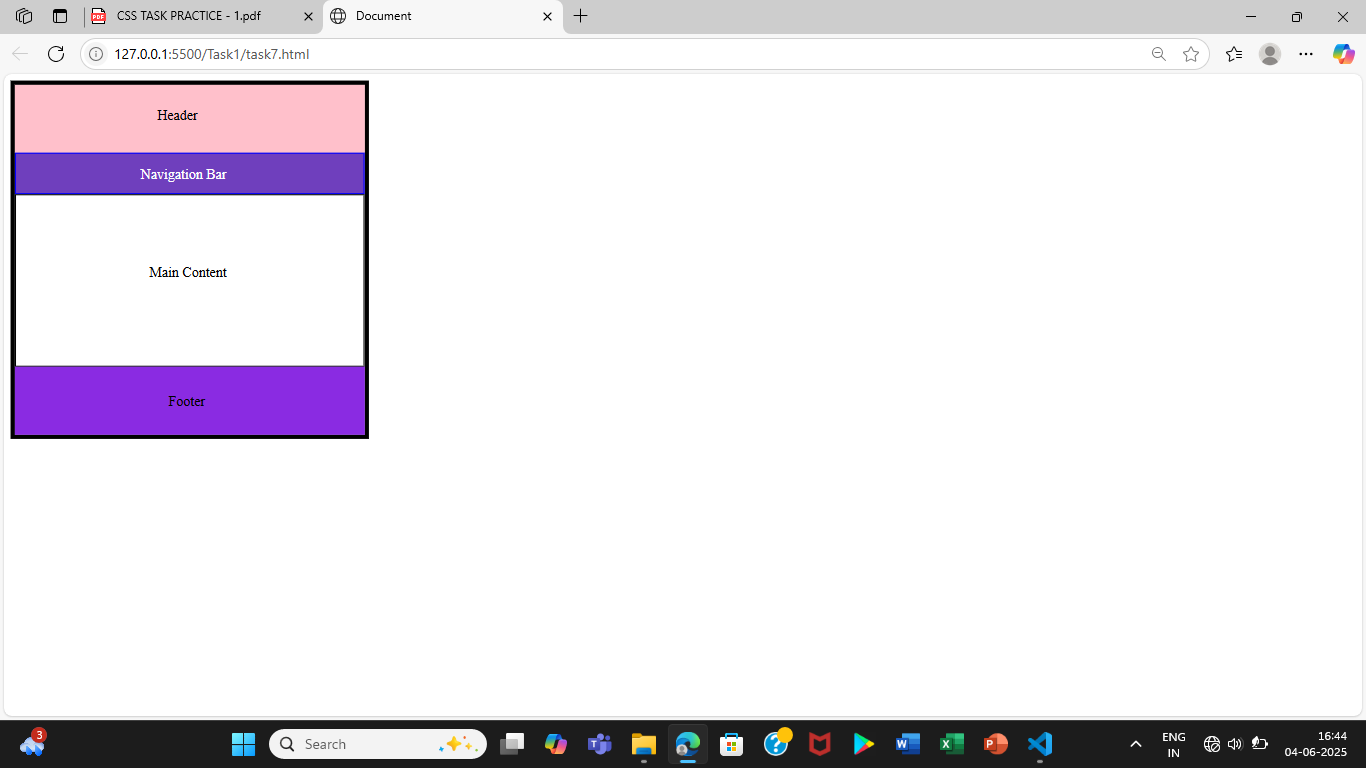 CSS TASK PRACTICE - 1.pdf
Document
127.0.0.1:5500/Task1/task7.html
Header
Navigation Bar
Main Content
Footer
3
Search
ENG
IN
16:44
04-06-2025